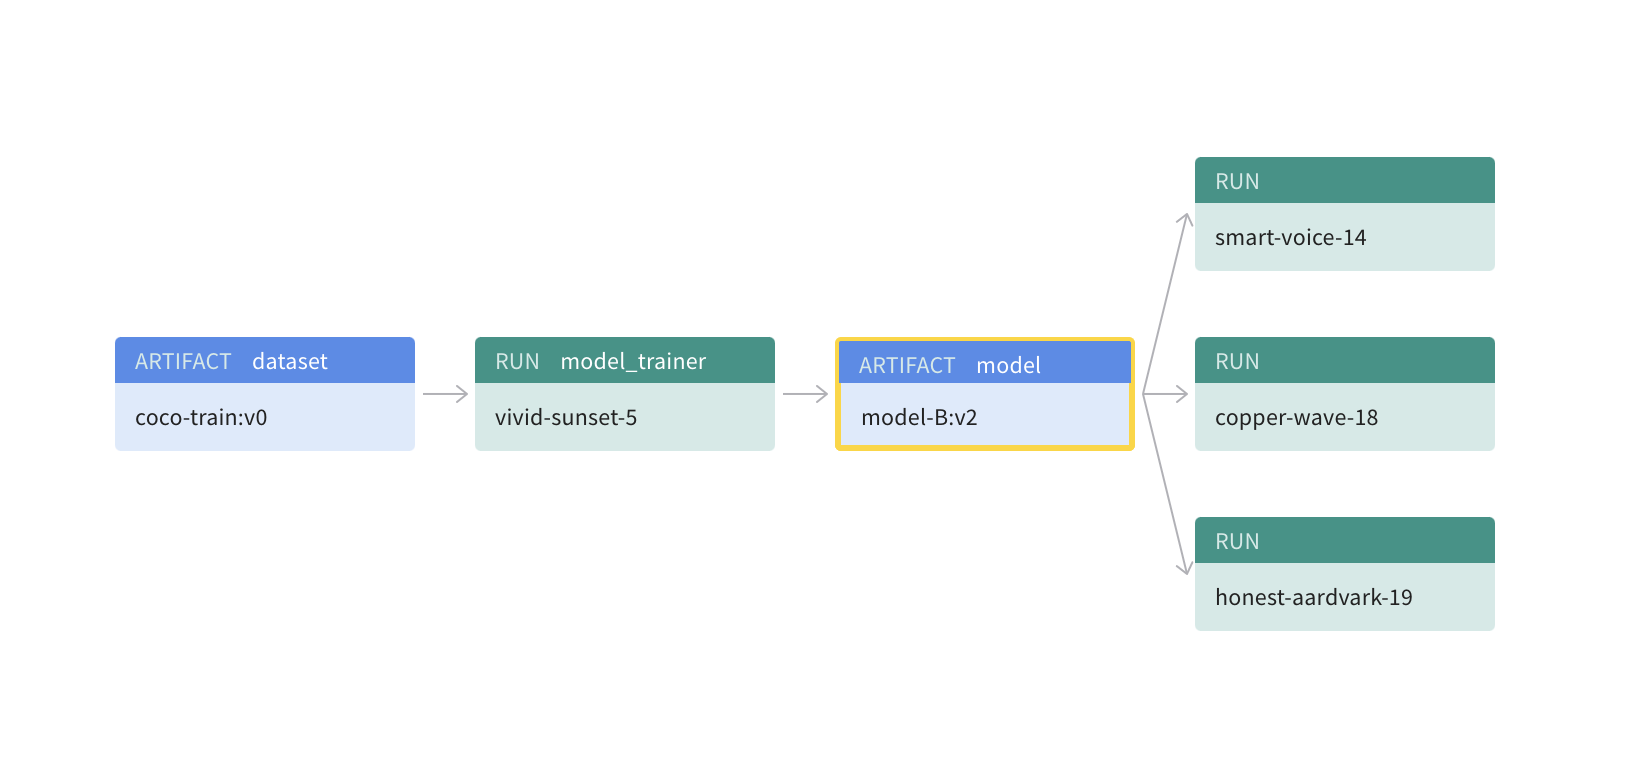 ARTIFACT dataset
coco-train:v0
RUN model_trainer
vivid-sunset-5
ARTIFACT model
model-B:v2
RUN
smart-voice-14
RUN
copper-wave-18
RUN
honest-aardvark-19